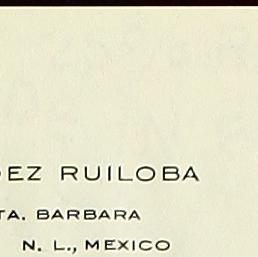 DEZ RUILOBA
TA. BARBARA
N. L., MEXICO